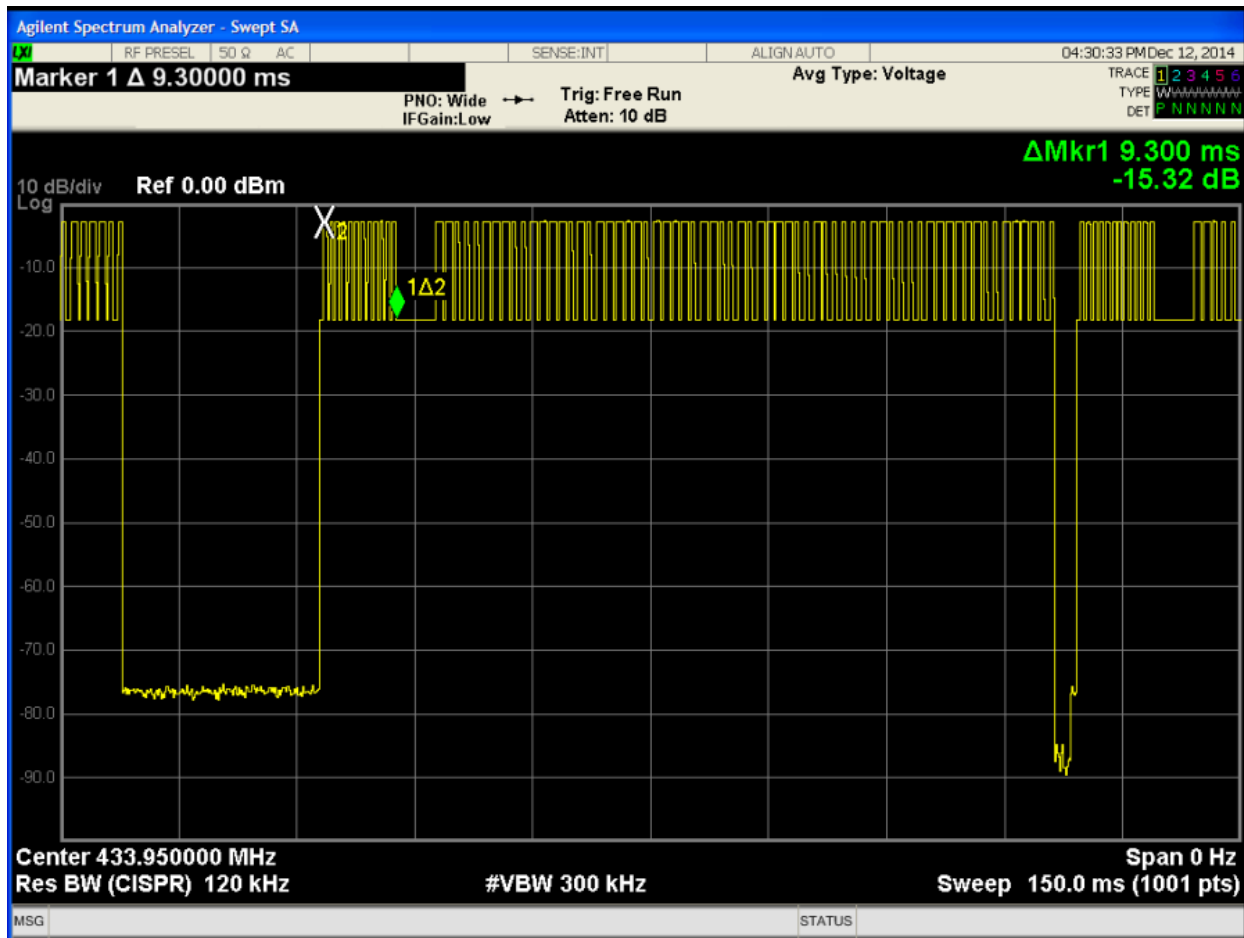 Agilent Spectrum Analyzer - Swept SA
LXI RF PRESEL 50 Ω AC SENSE:INT ALIGN AUTO 04:30:33 PM Dec 12, 2014
Marker 1 Δ 9.30000 ms
Avg Type: Voltage
TRACE 1 2 3 4 5 6
PNO: Wide Trig: Free Run
TYPE W
IFGain:Low Atten: 10 dB
DET P N N N N N
ΔMkr1 9.300 ms
-15.32 dB
10 dB/div Ref 0.00 dBm
Log
2
-10.0
1Δ2
-20.0
-30.0
-40.0
-50.0
-60.0
-70.0
-80.0
-90.0
Center 433.950000 MHz Span 0 Hz
Res BW (CISPR) 120 kHz #VBW 300 kHz Sweep 150.0 ms (1001 pts)
MSG STATUS